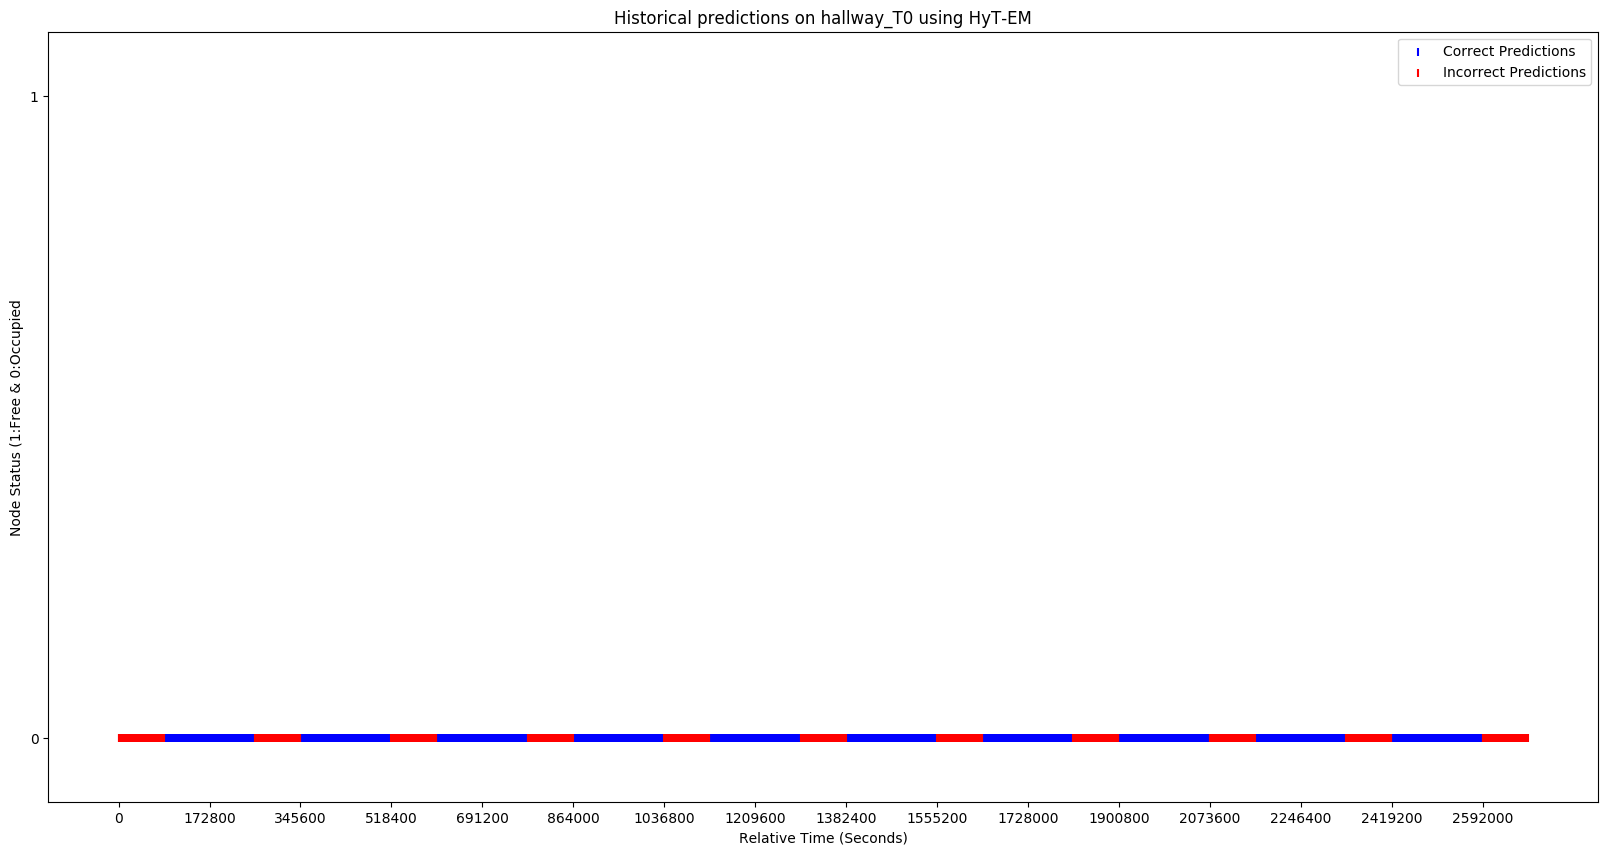 Historical predictions on hallway_T0 using HyT-EM
Correct Predictions
Incorrect Predictions
1
Node Status (1:Free & 0:Occupied
0
0 172800 345600 518400 691200 864000 1036800 1209600 1382400 1555200 1728000 1900800 2073600 2246400 2419200 2592000
Relative Time (Seconds)